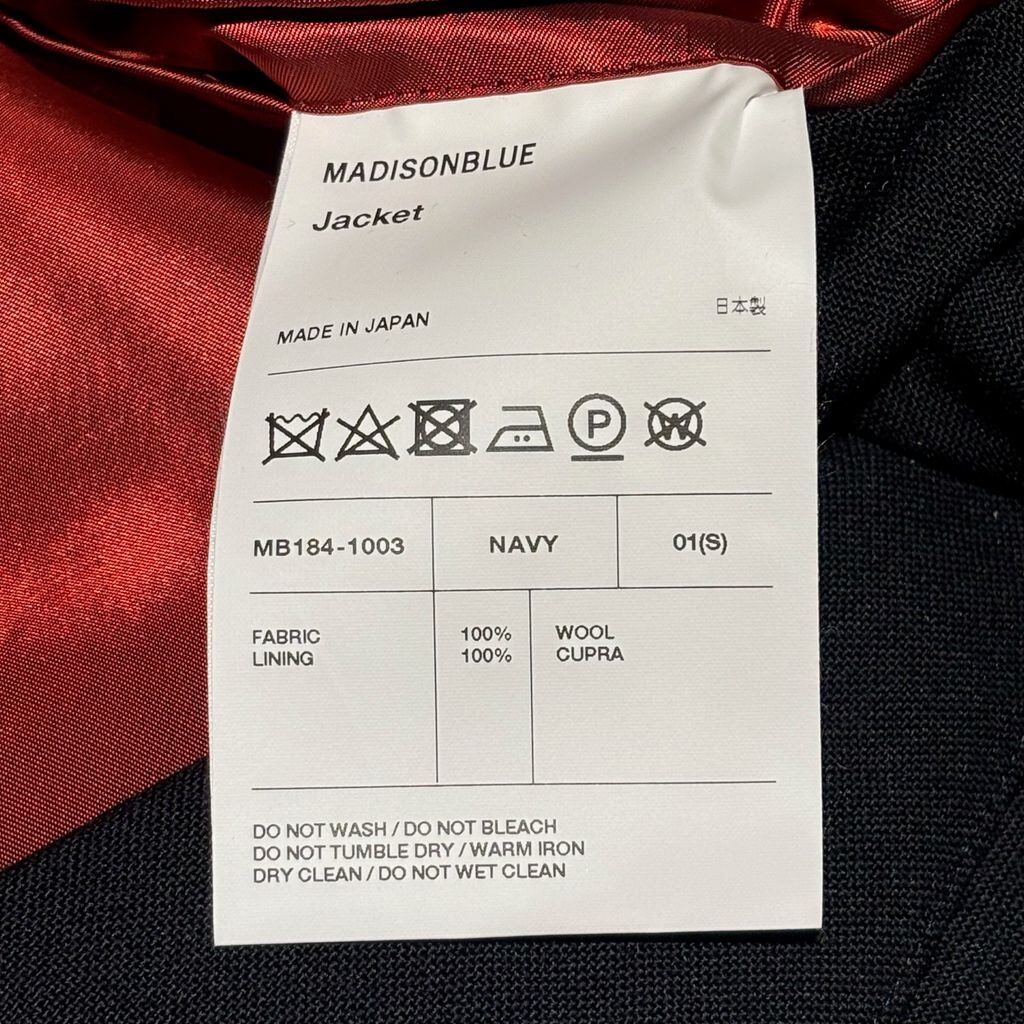 MADISONBLUE
Jacket
MADE IN JAPAN 日本製
P W
MB184-1003 NAVY 01(S)
FABRIC 100% WOOL
LINING 100% CUPRA
DO NOT WASH / DO NOT BLEACH
DO NOT TUMBLE DRY / WARM IRON
DRY CLEAN / DO NOT WET CLEAN